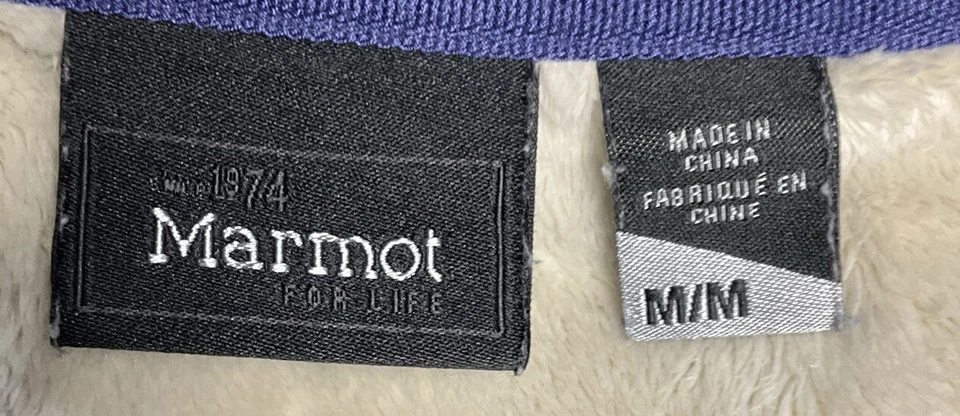 1974
Marmot
FOR LIFE
MADE IN
CHINA
FABRIQUÉ EN
CHINE
M/M